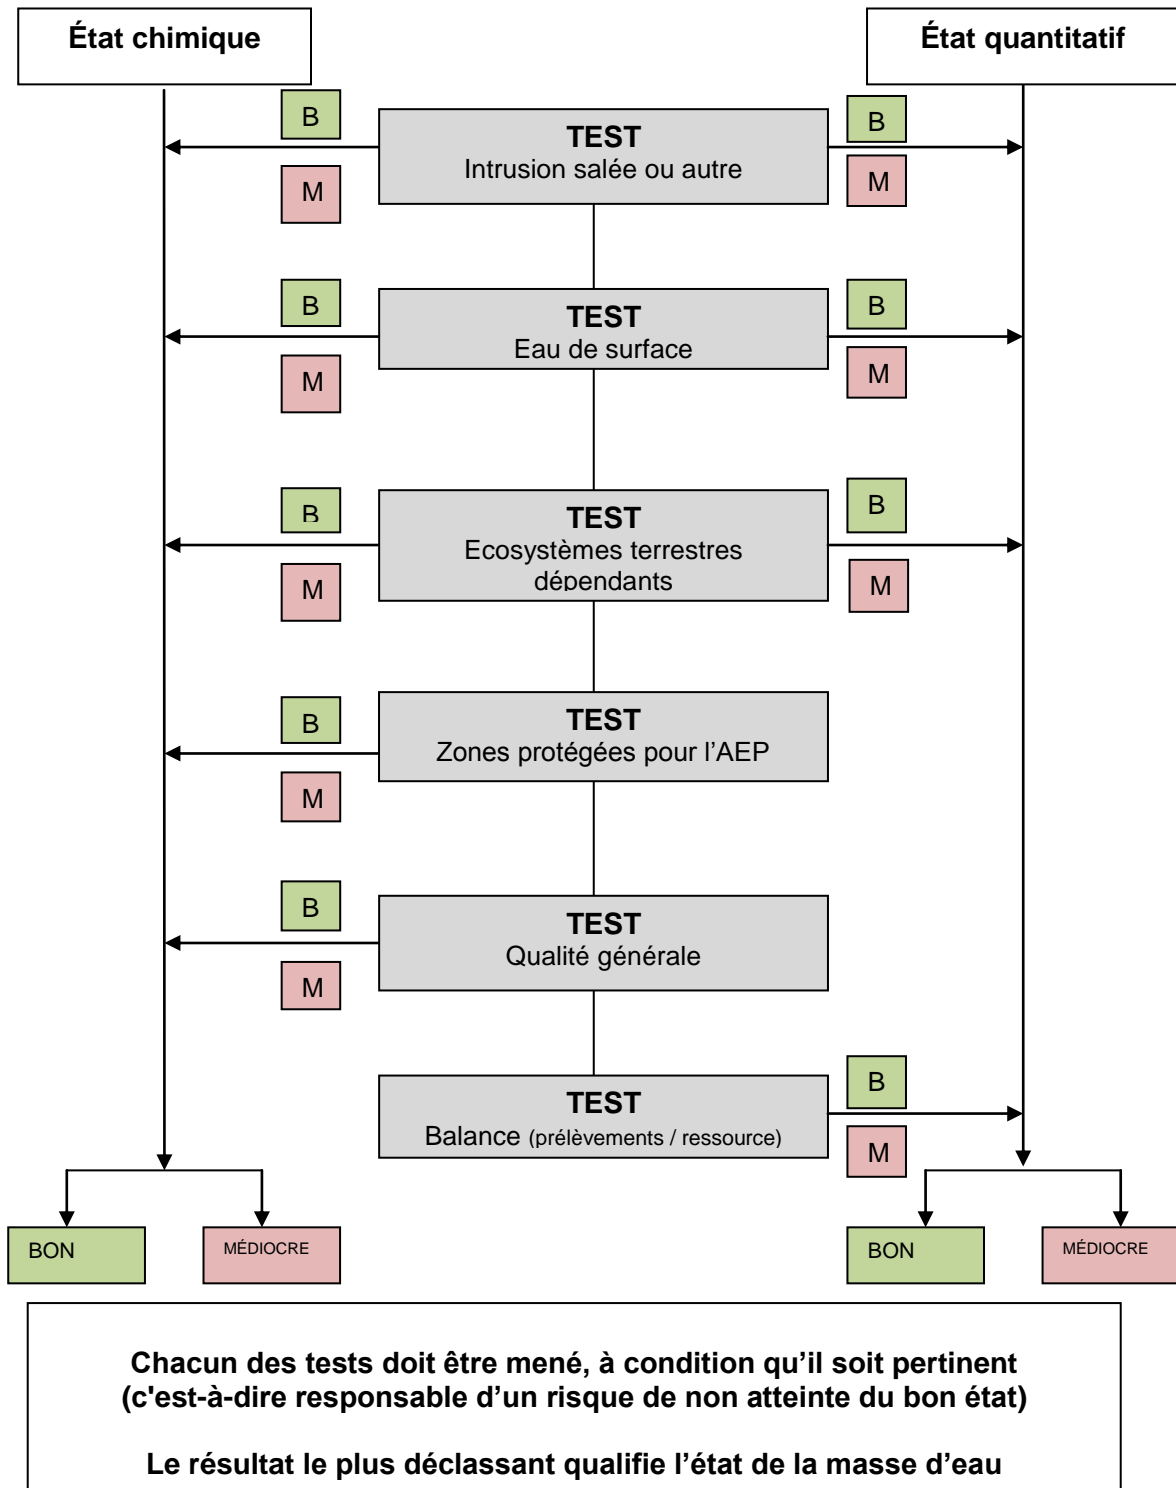 État chimique
État quantitatif
B
B
TEST
Intrusion salée ou autre
M
M
B
B
TEST
Eau de surface
M
M
B
B
TEST
Ecosystèmes terrestres
dépendants
M
M
B
TEST
Zones protégées pour l'AEP
M
B
TEST
Qualité générale
M
B
TEST
Balance (prélèvements / ressource)
M
BON
MÉDIOCRE
BON
MÉDIOCRE
Chacun des tests doit être mené, à condition qu'il soit pertinent
(c'est-à-dire responsable d'un risque de non atteinte du bon état)
Le résultat le plus déclassant qualifie l'état de la masse d'eau